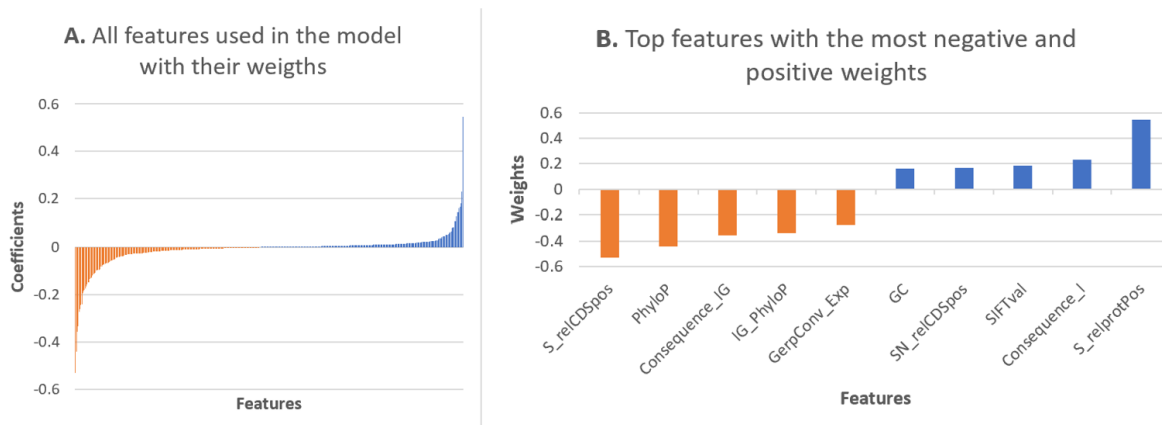 A. All features used in the model
with their weigths
Coefficients
0.6
0.4
0.2
0
-0.2
-0.4
-0.6
Features
B. Top features with the most negative and
positive weights
Weights
0.6
0.4
0.2
0
-0.2
-0.4
-0.6
S_relCDSpos
PhyloP
Consequence_IG
IG_PhyloP
GerpConv_Exp
GC
SN_relCDSpos
SIFTval
Consequence_I
S_relprotPos
Features